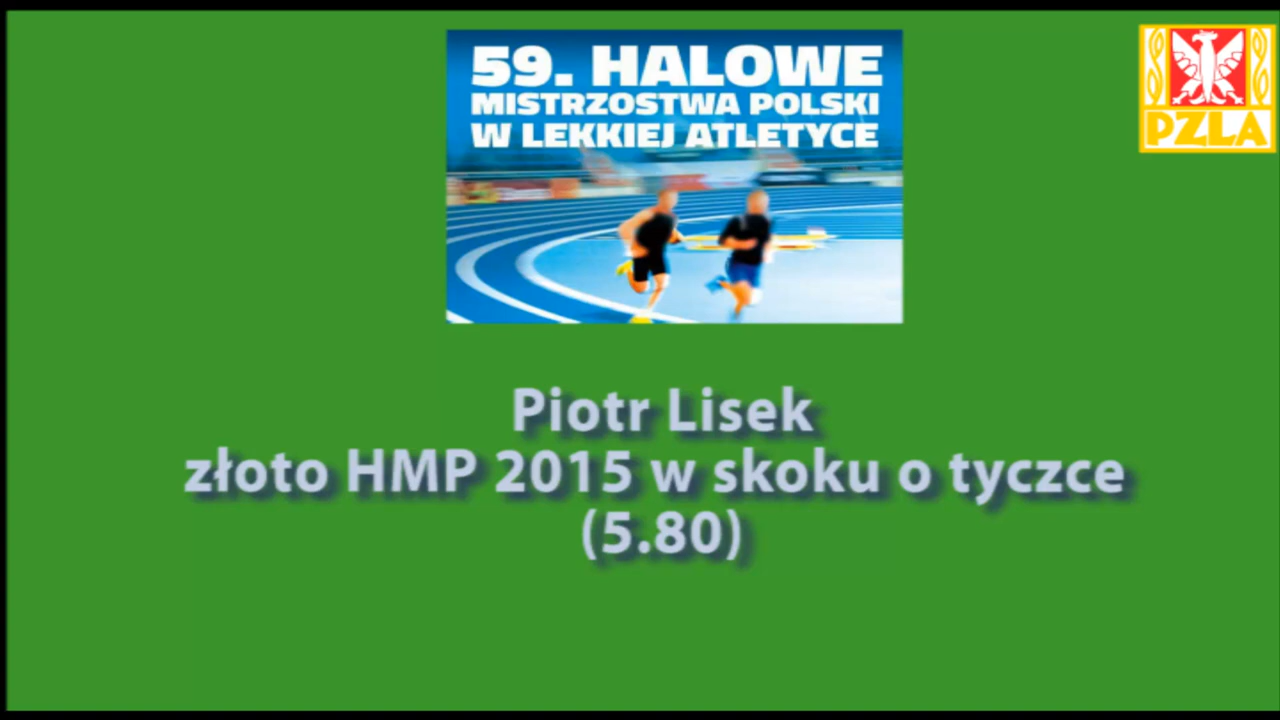 59. HALOWE
MISTRZOSTWA POLSKI
W LEKKIEJ ATLETYCE
PZLA
Piotr Lisek
złoto HMP 2015 w skoku o tyczce
(5.80)